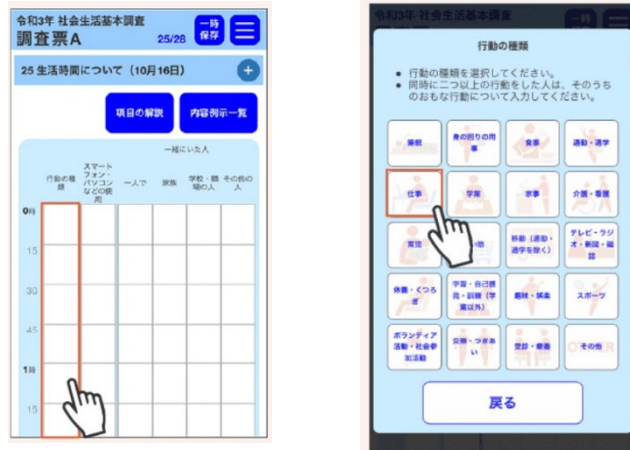 令和3年 社会生活基本調査
調査票A
25/28
一時
保存
25 生活時間について（10月16日）
項目の解説
内容例示一覧
一緒にいた人
行動の種
類
スマート
フォン・
パソコン
などの使
用
一人で
家族
学校・職
場の人
その他の
人
0時
15
30
45
1時
15
令和3年 社会生活基本調査
行動の種類
● 行動の種類を選択してください。
● 同時に二つ以上の行動をした人は、そのうち
のおもな行動について入力してください。
睡眠
身の回りの用
事
食事
通勤・通学
仕事
学業
家事
介護・看護
育児
移動（通勤・
通学を除く）
テレビ・ラジ
オ・新聞・雑
誌
休養・くつろ
ぎ
学習・自己啓
発・訓練（学
業以外）
趣味・娯楽
スポーツ
ボランティア
活動・社会参
加活動
交際・つきあ
い
受診・療養
その他
戻る